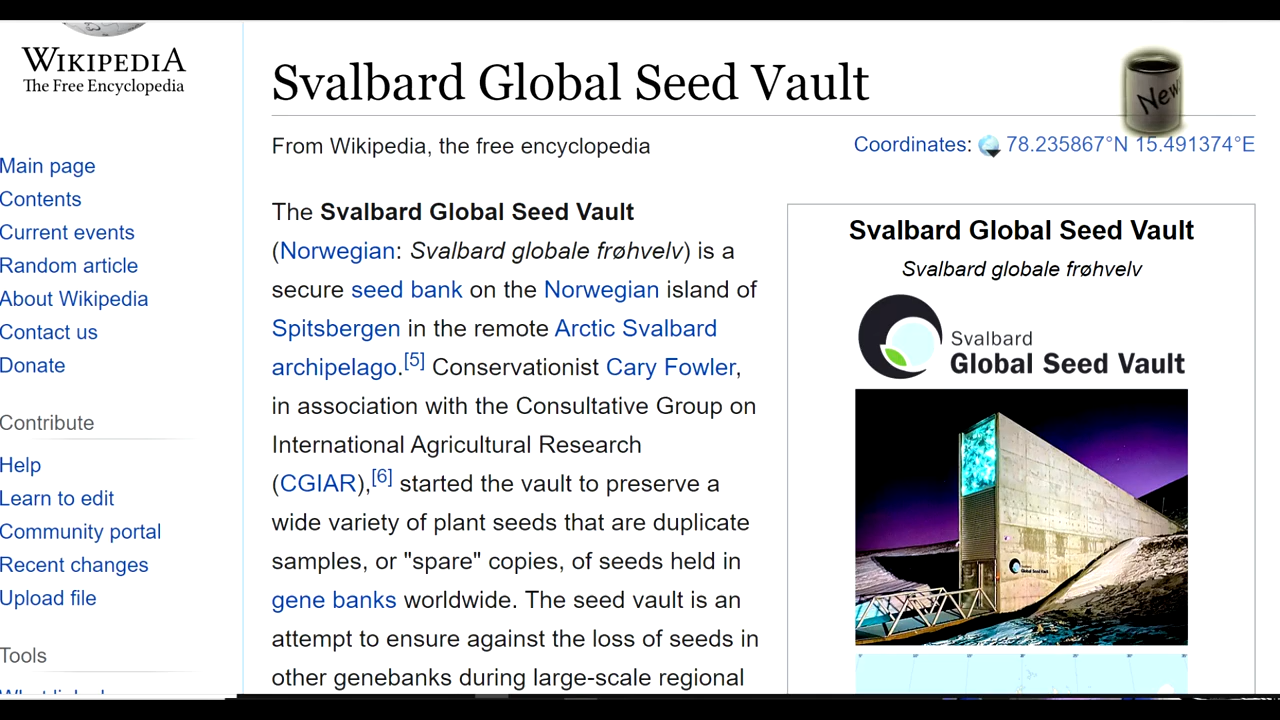 WIKIPEDIA
The Free Encyclopedia
Main page
Contents
Current events
Random article
About Wikipedia
Contact us
Donate
Contribute
Help
Learn to edit
Community portal
Recent changes
Upload file
Tools
Svalbard Global Seed Vault
New
From Wikipedia, the free encyclopedia
Coordinates: 78.235867°N 15.491374°E
The Svalbard Global Seed Vault
(Norwegian: Svalbard globale frøhvelv) is a
secure seed bank on the Norwegian island of
Spitsbergen in the remote Arctic Svalbard
archipelago.[5] Conservationist Cary Fowler,
in association with the Consultative Group on
International Agricultural Research
(CGIAR),[6] started the vault to preserve a
wide variety of plant seeds that are duplicate
samples, or "spare" copies, of seeds held in
gene banks worldwide. The seed vault is an
attempt to ensure against the loss of seeds in
other genebanks during large-scale regional
Svalbard Global Seed Vault
Svalbard globale frøhvelv
Svalbard
Global Seed Vault
Global Seed Vault